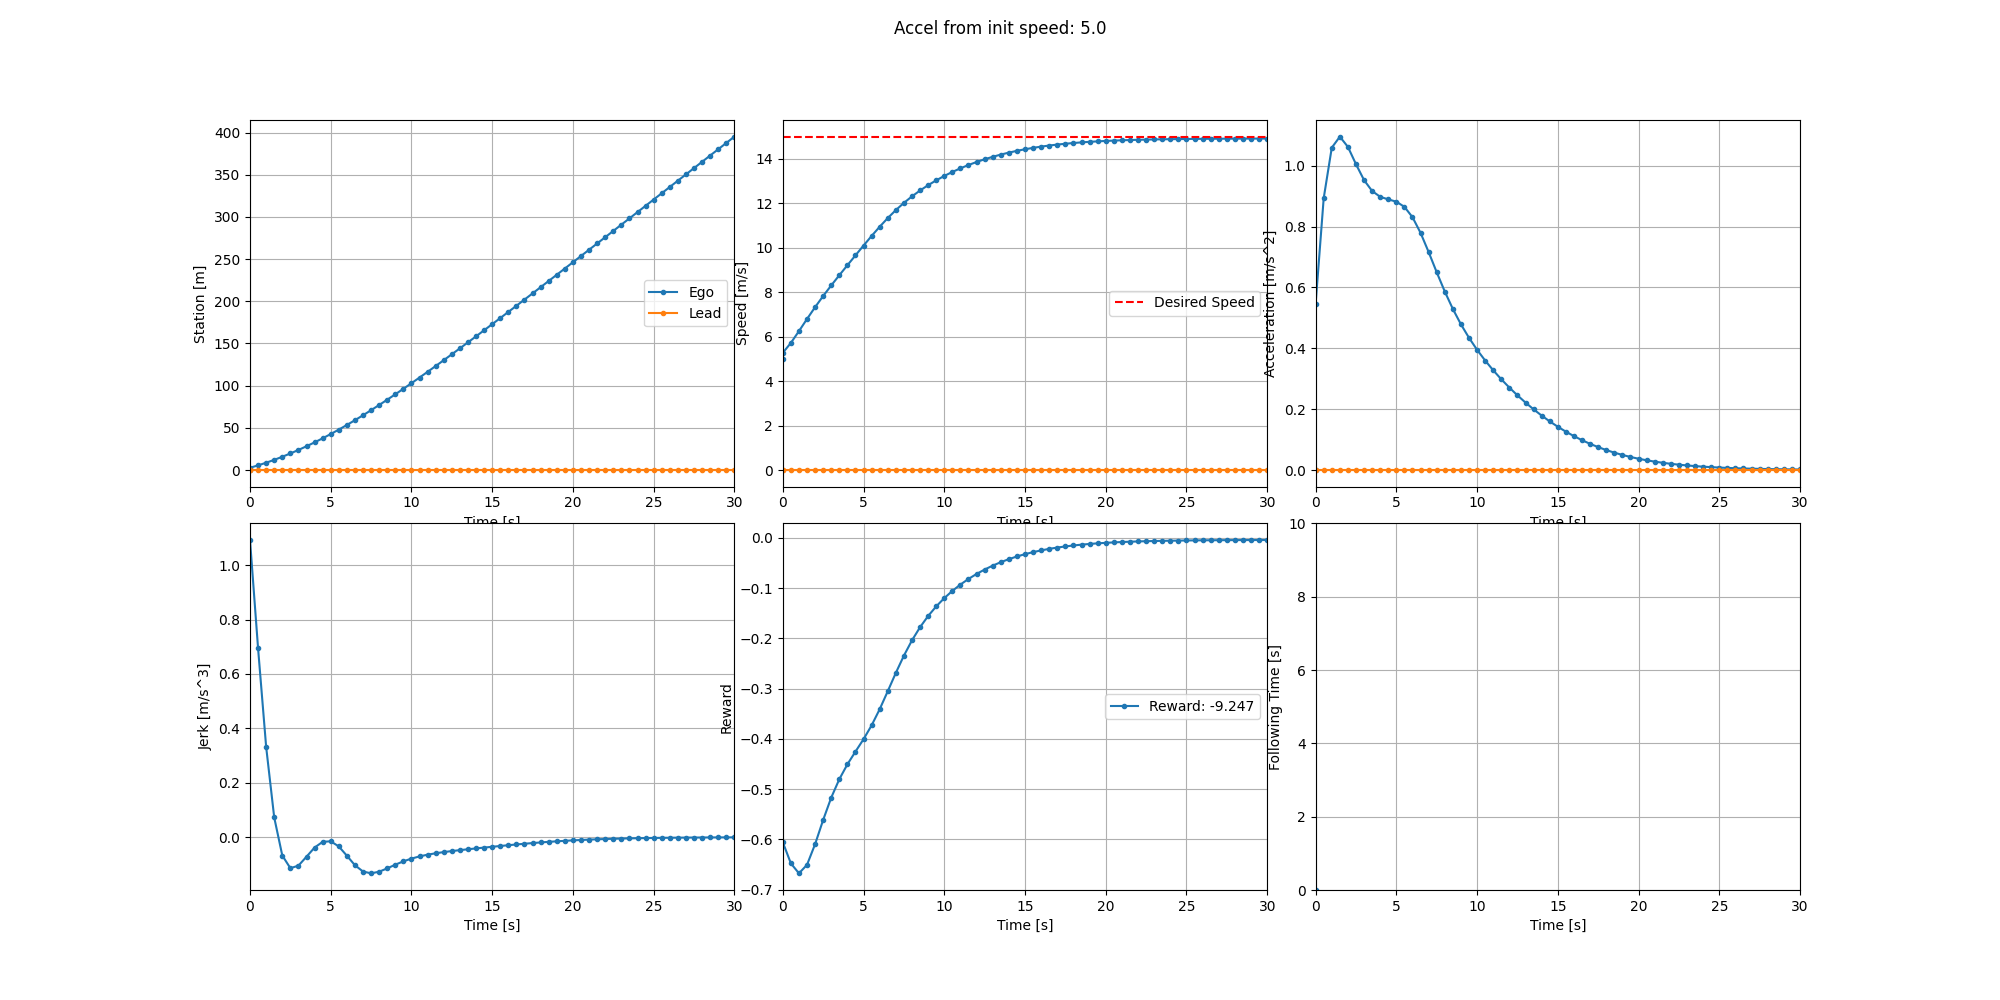 Accel from init speed: 5.0
Station [m]
400
350
300
250
200
150
100
50
0
0 5 10 15 20 25 30
Time [s]
Ego
Lead
Speed [m/s]
14
12
10
8
6
4
2
0
0 5 10 15 20 25 30
Time [s]
Desired Speed
Acceleration [m/s^2]
1.0
0.8
0.6
0.4
0.2
0.0
0 5 10 15 20 25 30
Time [s]
Jerk [m/s^3]
1.0
0.8
0.6
0.4
0.2
0.0
0 5 10 15 20 25 30
Time [s]
Reward
0.0
−0.1
−0.2
−0.3
−0.4
−0.5
−0.6
−0.7
0 5 10 15 20 25 30
Time [s]
Reward: -9.247
Following Time [s]
10
8
6
4
2
0
0 5 10 15 20 25 30
Time [s]